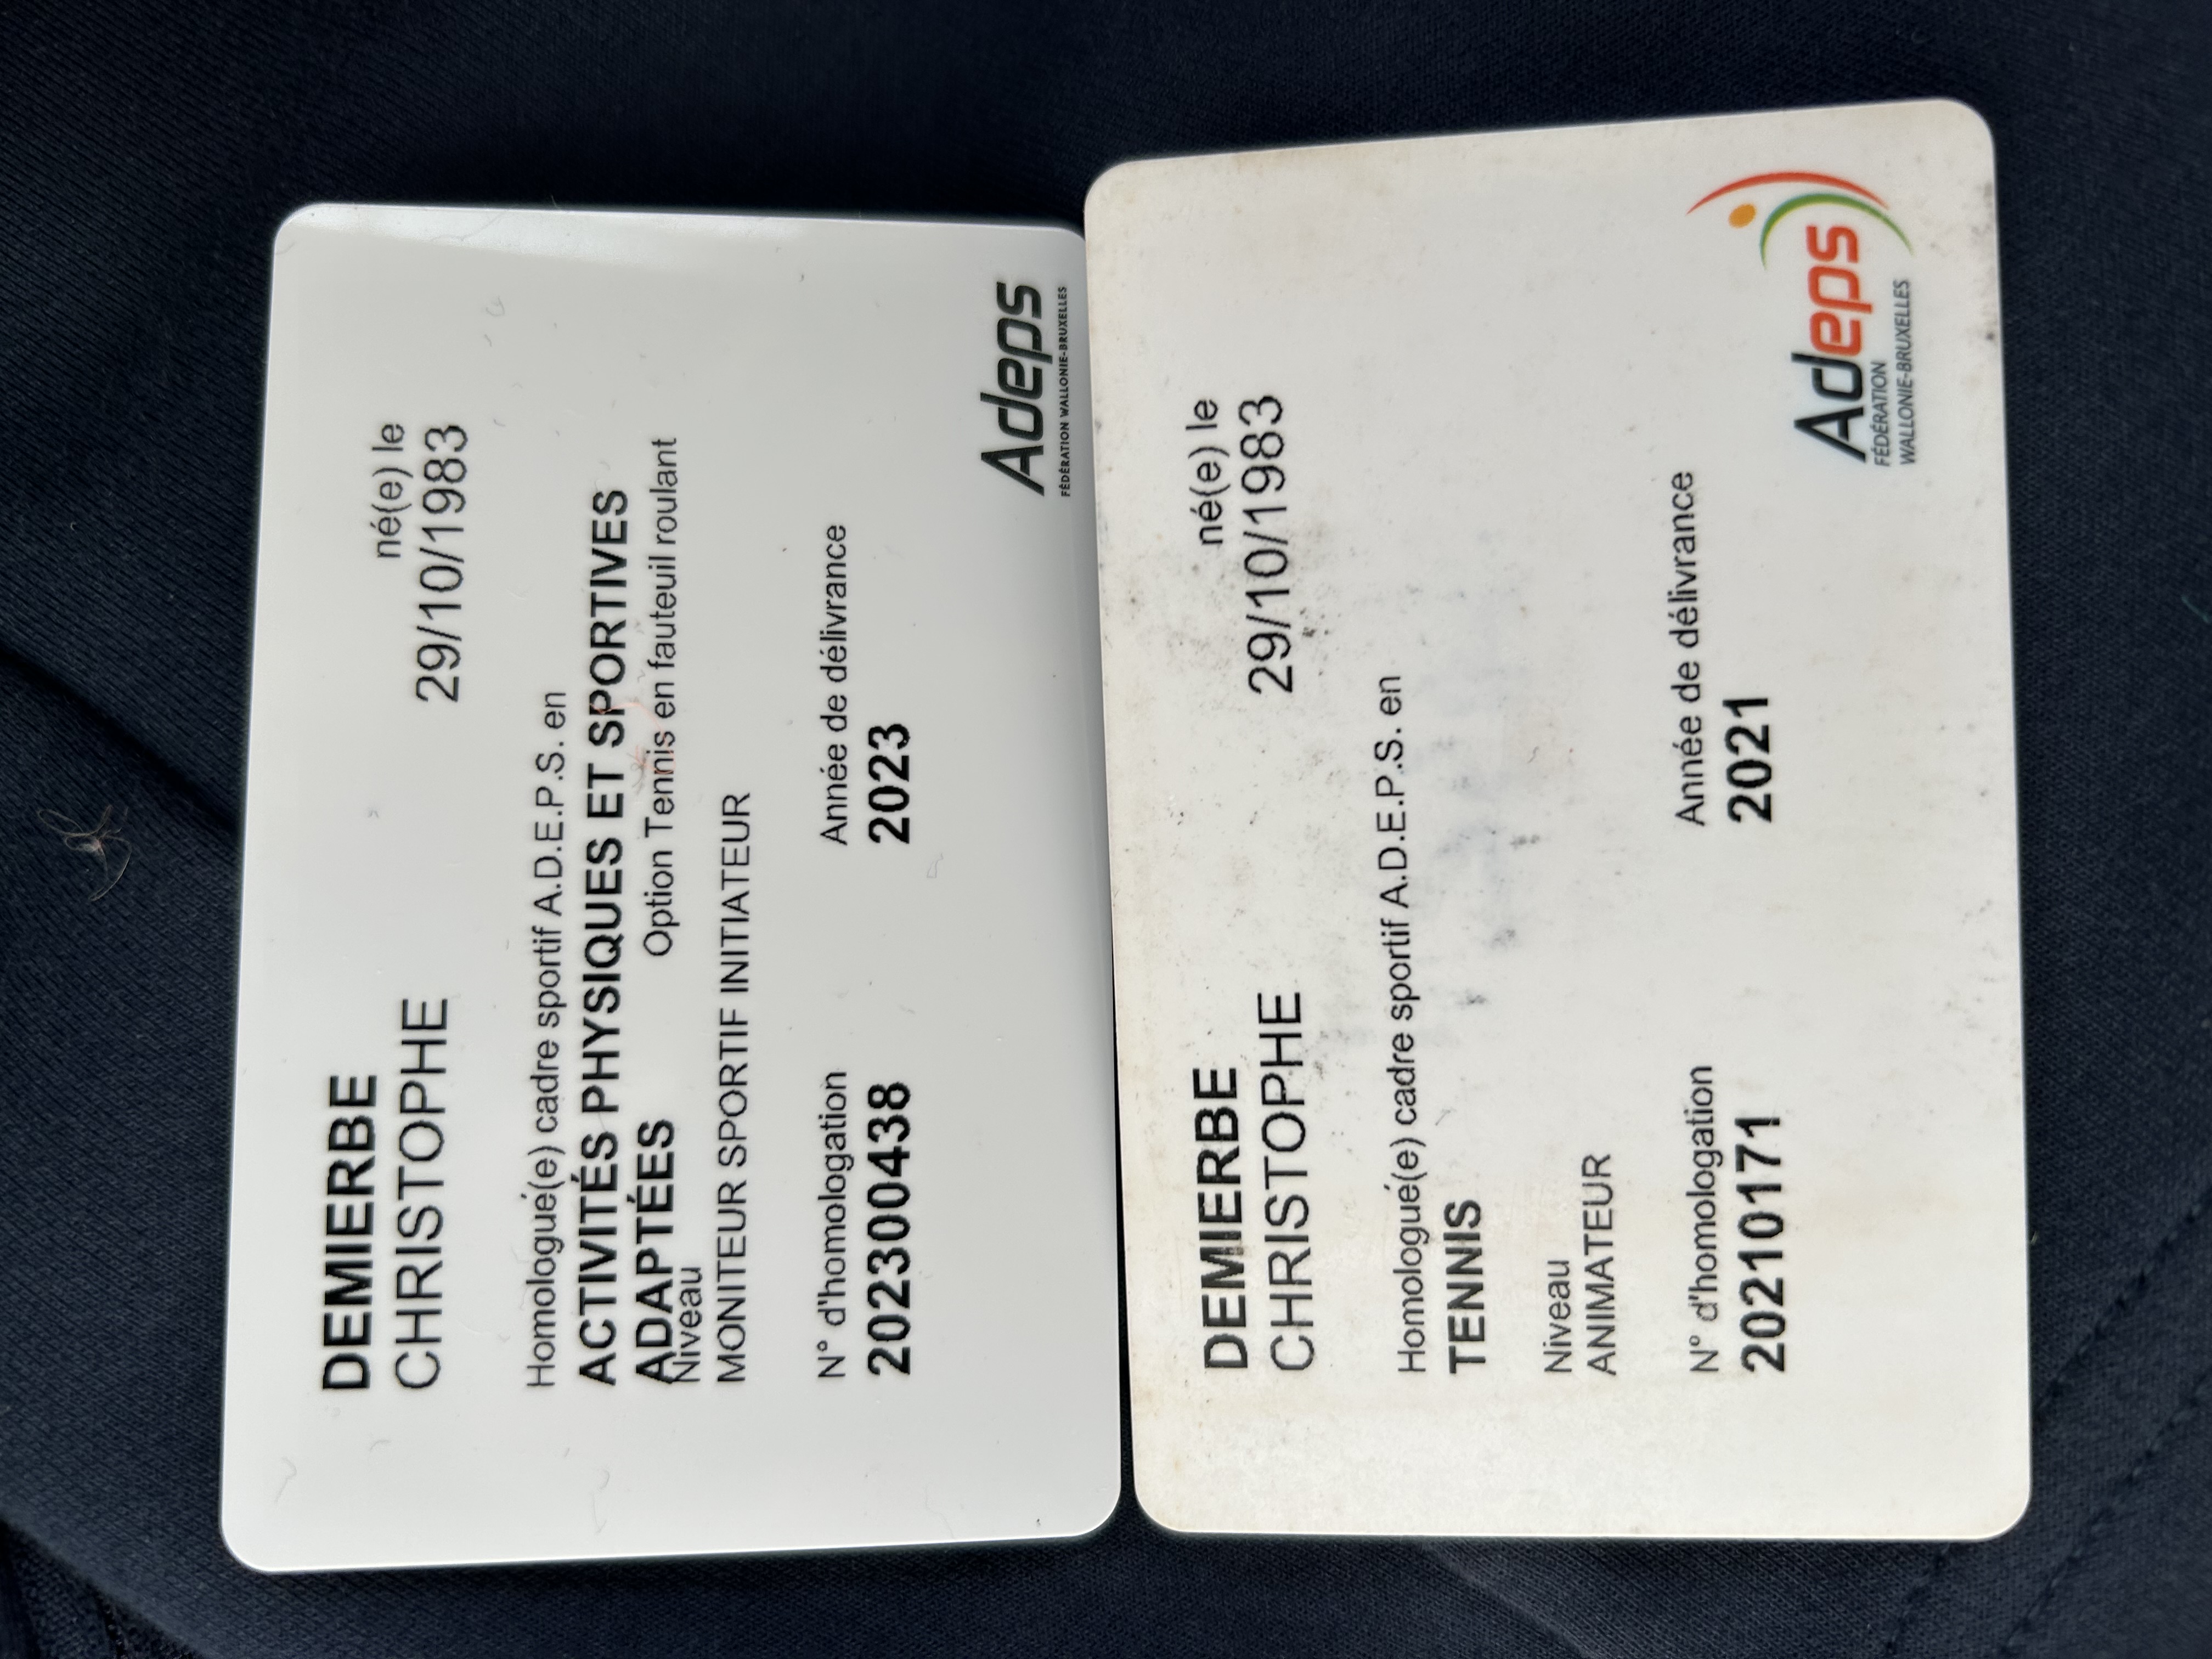 DEMIERBE
CHRISTOPHE
né(e) le
29/10/1983
Homologué(e) cadre sportif A.D.E.P.S. en
ACTIVITÉS PHYSIQUES ET SPORTIVES
ADAPTÉES
Option Tennis en fauteuil roulant
Niveau
MONITEUR SPORTIF INITIATEUR
N° d'homologation
202300438
Année de délivrance
2023
Adeps
FÉDÉRATION WALLONIE-BRUXELLES
DEMIERBE
CHRISTOPHE
né(e) le
29/10/1983
Homologué(e) cadre sportif A.D.E.P.S. en
TENNIS
Niveau
ANIMATEUR
N° d'homologation
20210171
Année de délivrance
2021
Adeps
FÉDÉRATION
WALLONIE-BRUXELLES